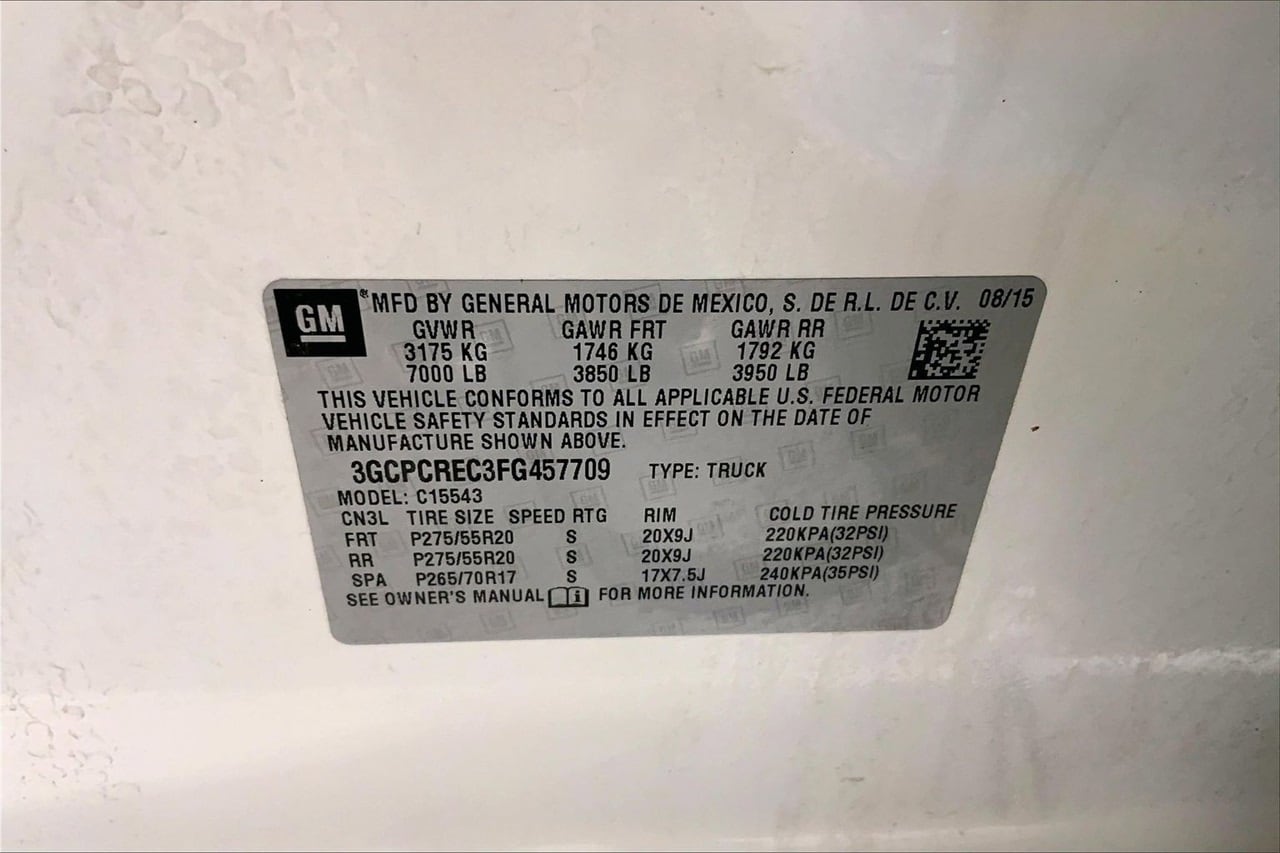 GM® MFD BY GENERAL MOTORS DE MEXICO, S. DE R.L. DE C.V. 08/15
GVWR GAWR FRT GAWR RR
3175 KG 1746 KG 1792 KG
7000 LB 3850 LB 3950 LB
THIS VEHICLE CONFORMS TO ALL APPLICABLE U.S. FEDERAL MOTOR
VEHICLE SAFETY STANDARDS IN EFFECT ON THE DATE OF
MANUFACTURE SHOWN ABOVE.
3GCPCREC3FG457709 TYPE: TRUCK
MODEL: C15543
CN3L TIRE SIZE SPEED RTG RIM COLD TIRE PRESSURE
FRT P275/55R20 S 20X9J 220KPA(32PSI)
RR P275/55R20 S 20X9J 220KPA(32PSI)
SPA P265/70R17 S 17X7.5J 240KPA(35PSI)
SEE OWNER'S MANUAL i FOR MORE INFORMATION.